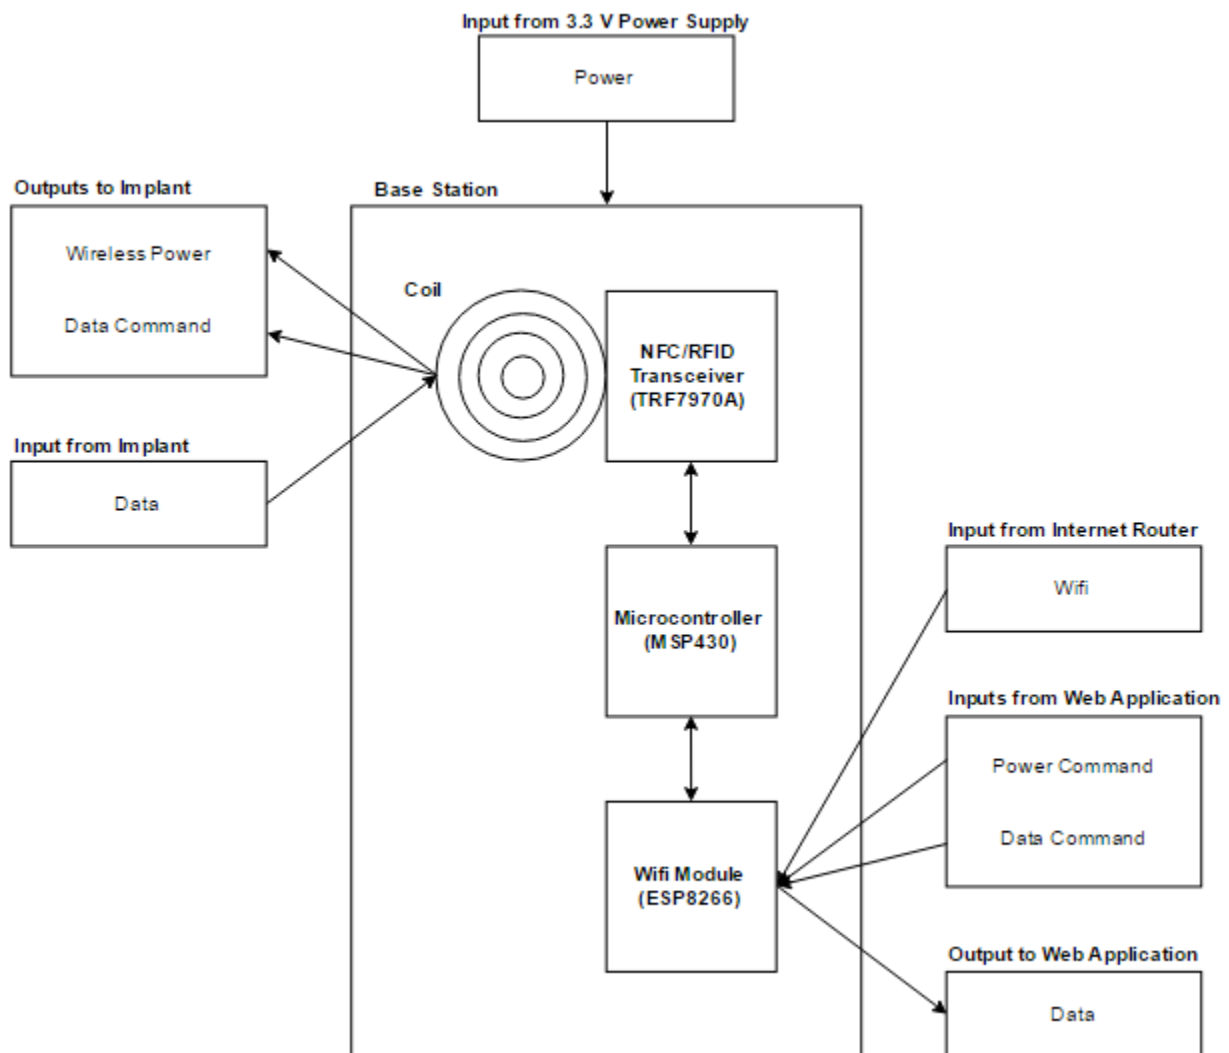 Input from 3.3 V Power Supply
Power
Outputs to Implant
Wireless Power
Data Command
Input from Implant
Data
Base Station
Coil
NFC/RFID
Transceiver
(TRF7970A)
Microcontroller
(MSP430)
Wifi Module
(ESP8266)
Input from Internet Router
Wifi
Inputs from Web Application
Power Command
Data Command
Output to Web Application
Data